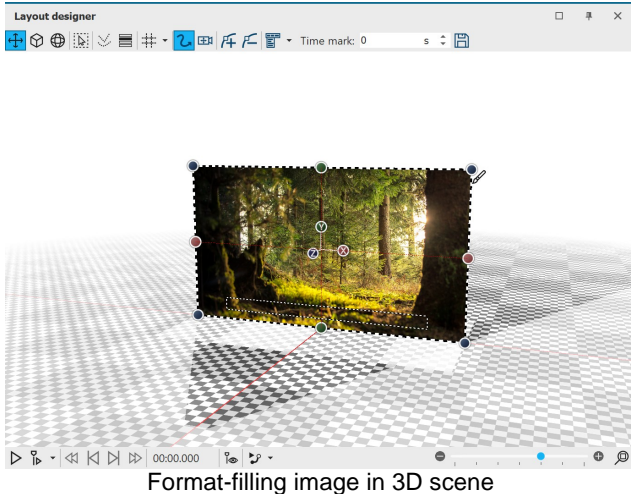 Layout designer
Time mark: 0 s
Y
Z X
00:00.000
Format-filling image in 3D scene